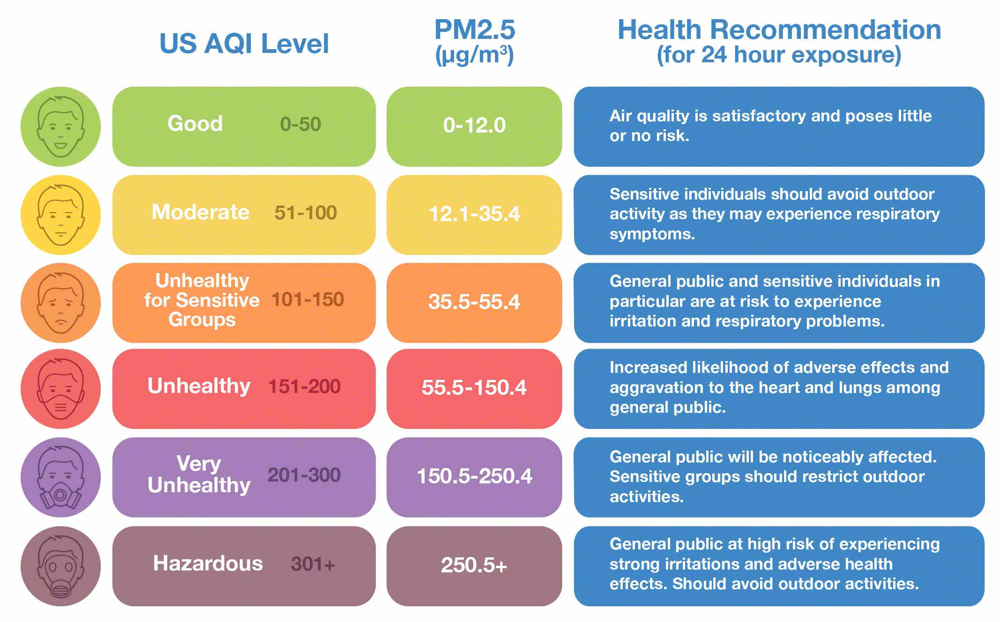 US AQI Level
PM2.5
(µg/m³)
Health Recommendation
(for 24 hour exposure)
Good 0-50
0-12.0
Air quality is satisfactory and poses little
or no risk.
Moderate 51-100
12.1-35.4
Sensitive individuals should avoid outdoor
activity as they may experience respiratory
symptoms.
Unhealthy
for Sensitive
Groups
101-150
35.5-55.4
General public and sensitive individuals in
particular are at risk to experience
irritation and respiratory problems.
Unhealthy 151-200
55.5-150.4
Increased likelihood of adverse effects and
aggravation to the heart and lungs among
general public.
Very
Unhealthy
201-300
150.5-250.4
General public will be noticeably affected.
Sensitive groups should restrict outdoor
activities.
Hazardous 301+
250.5+
General public at high risk of experiencing
strong irritations and adverse health
effects. Should avoid outdoor activities.